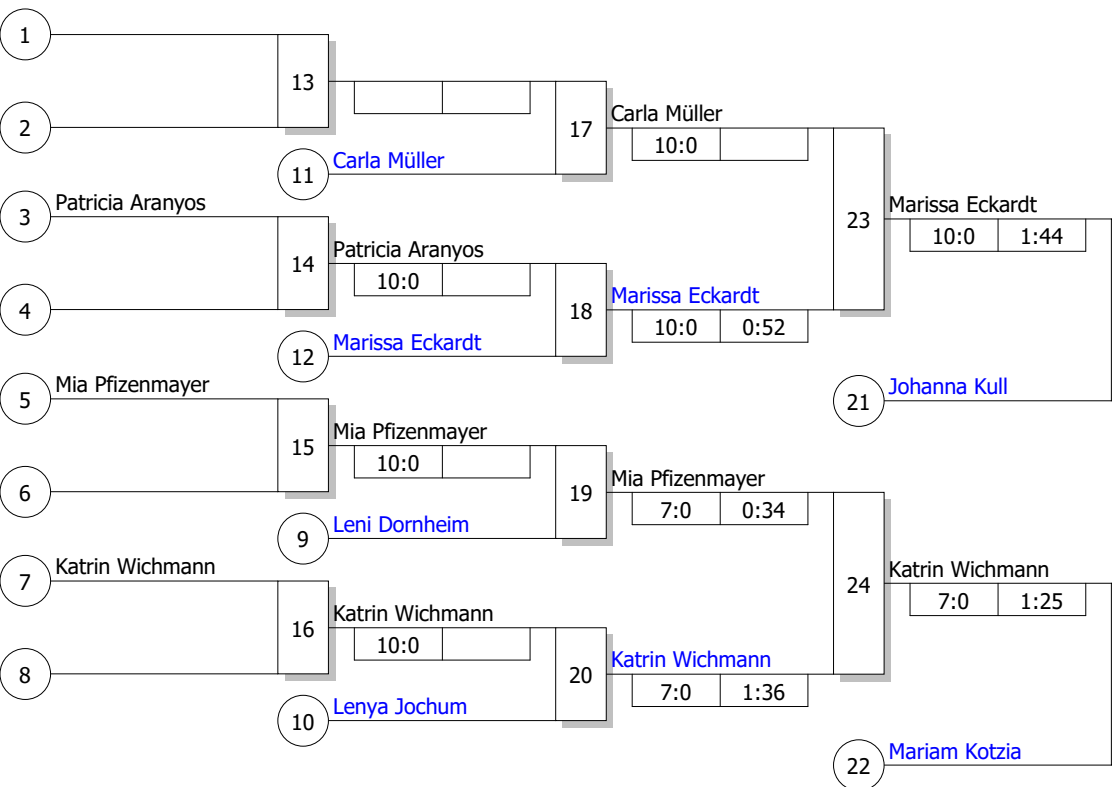 1
13
2
17
Carla Müller
10:0
11
Carla Müller
23
Marissa Eckardt
10:0 1:44
3
Patricia Aranyos
14
Patricia Aranyos
10:0
4
18
Marissa Eckardt
10:0 0:52
12
Marissa Eckardt
21
Johanna Kull
5
Mia Pfizenmayer
15
Mia Pfizenmayer
10:0
6
19
Mia Pfizenmayer
7:0 0:34
9
Leni Dornheim
24
Katrin Wichmann
7:0 1:25
7
Katrin Wichmann
16
Katrin Wichmann
10:0
8
20
Katrin Wichmann
7:0 1:36
10
Lenya Jochum
22
Mariam Kotzia